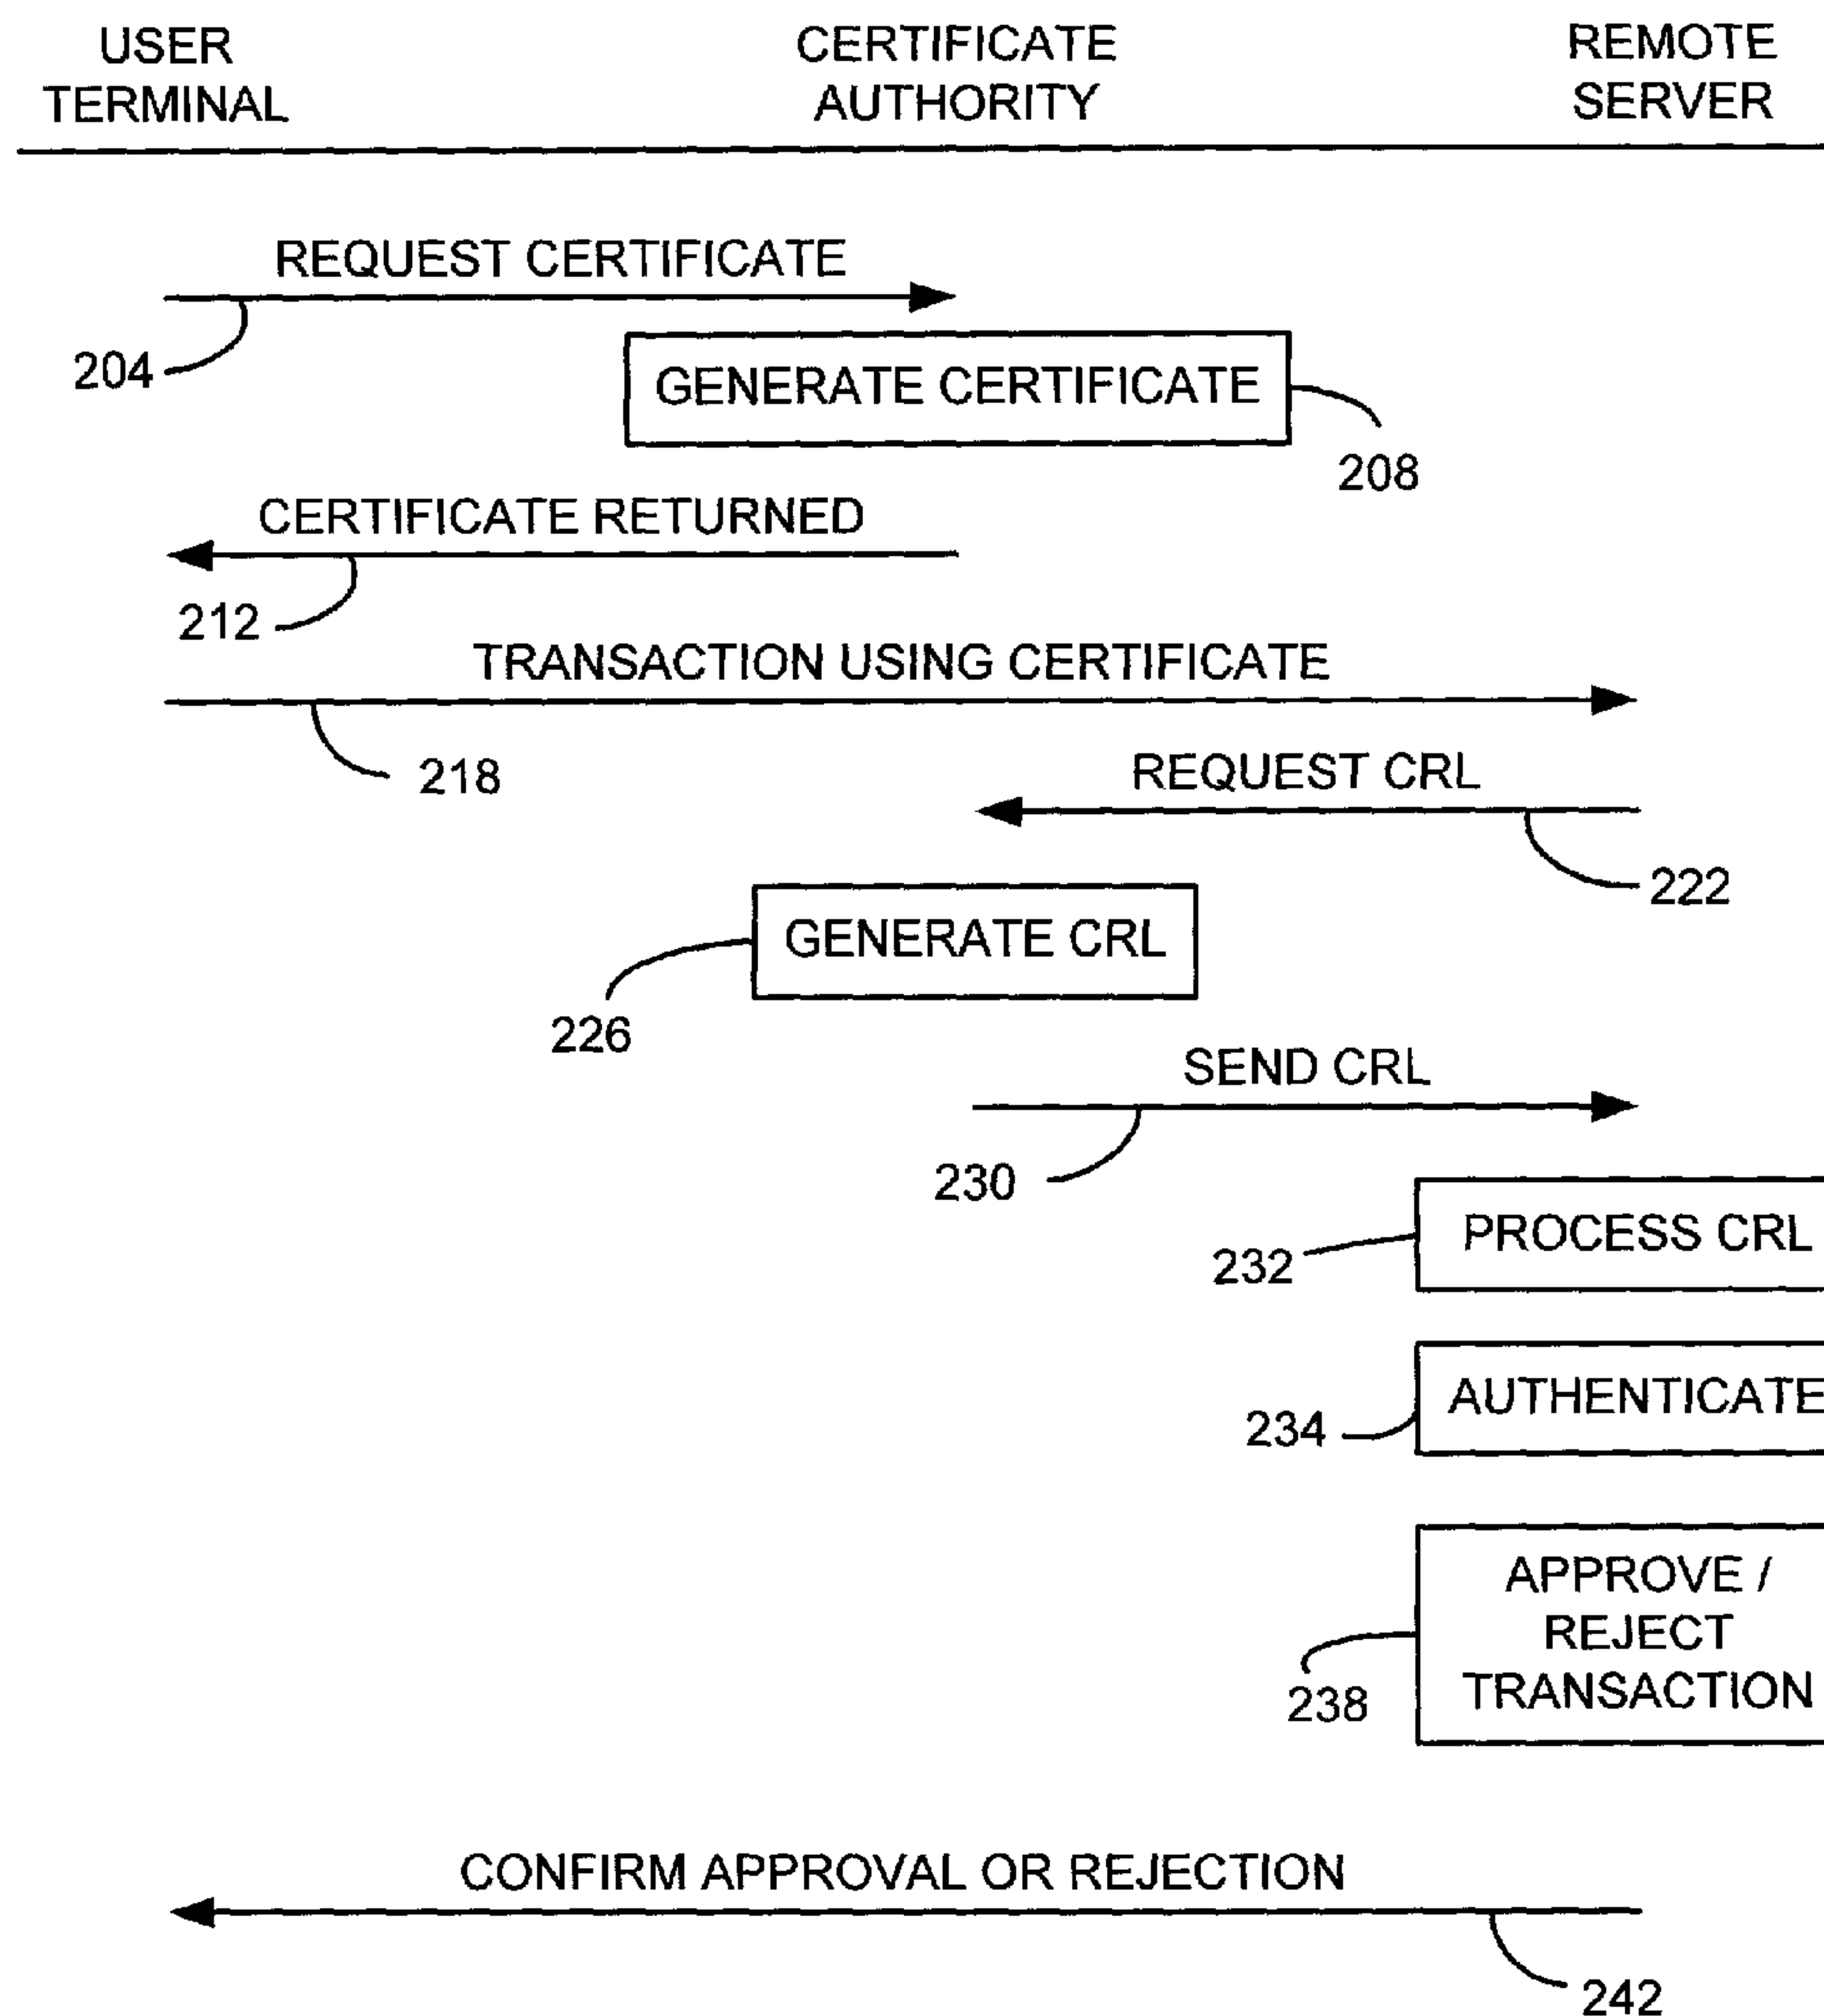 USER
TERMINAL
CERTIFICATE
AUTHORITY
REMOTE
SERVER
REQUEST CERTIFICATE
204
GENERATE CERTIFICATE
208
CERTIFICATE RETURNED
212
TRANSACTION USING CERTIFICATE
218
REQUEST CRL
222
GENERATE CRL
226
SEND CRL
230
PROCESS CRL
232
AUTHENTICATE
234
APPROVE /
REJECT
TRANSACTION
238
CONFIRM APPROVAL OR REJECTION
242